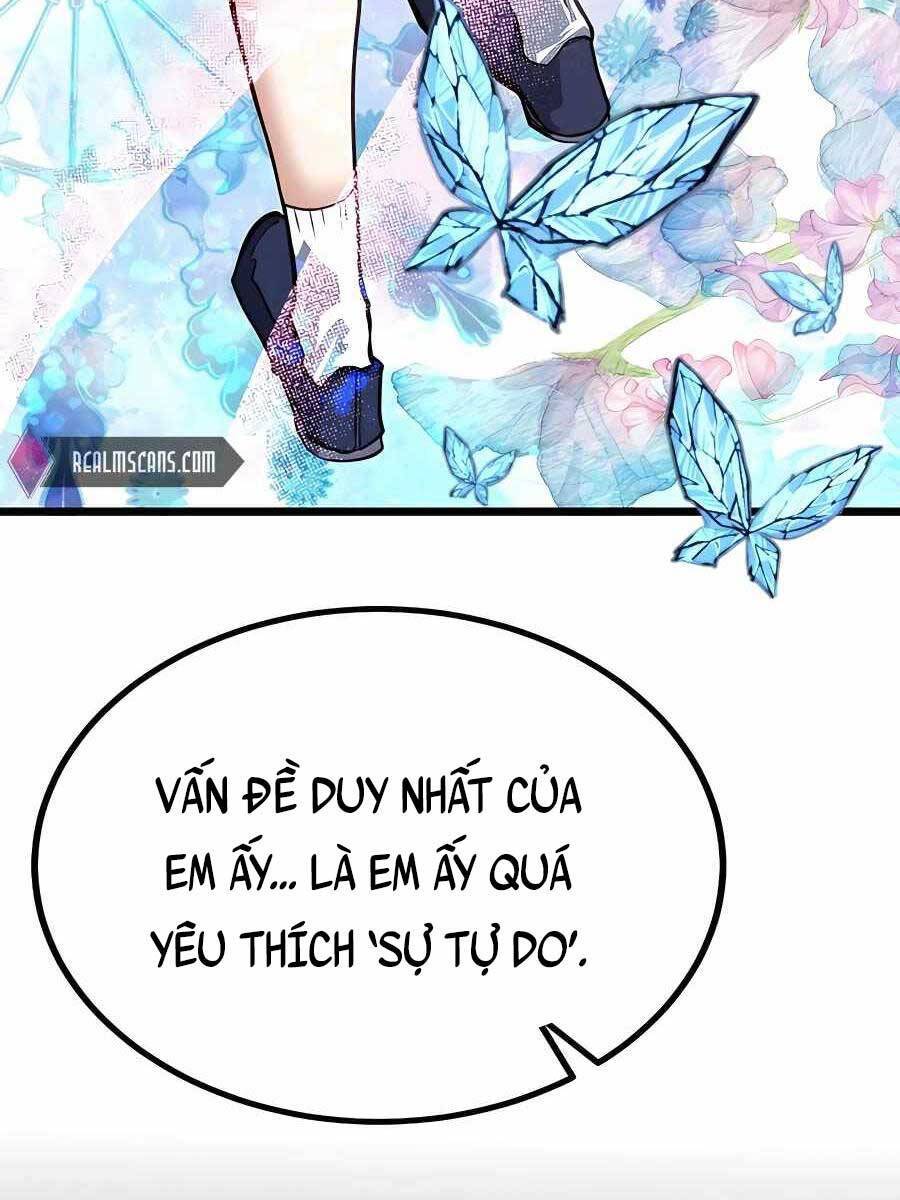 REALMSCANS.COM
VẤN ĐỀ DUY NHẤT CỦA
EM ẤY... LÀ EM ẤY QUÁ
YÊU THÍCH ‘SỰ TỰ DO’.